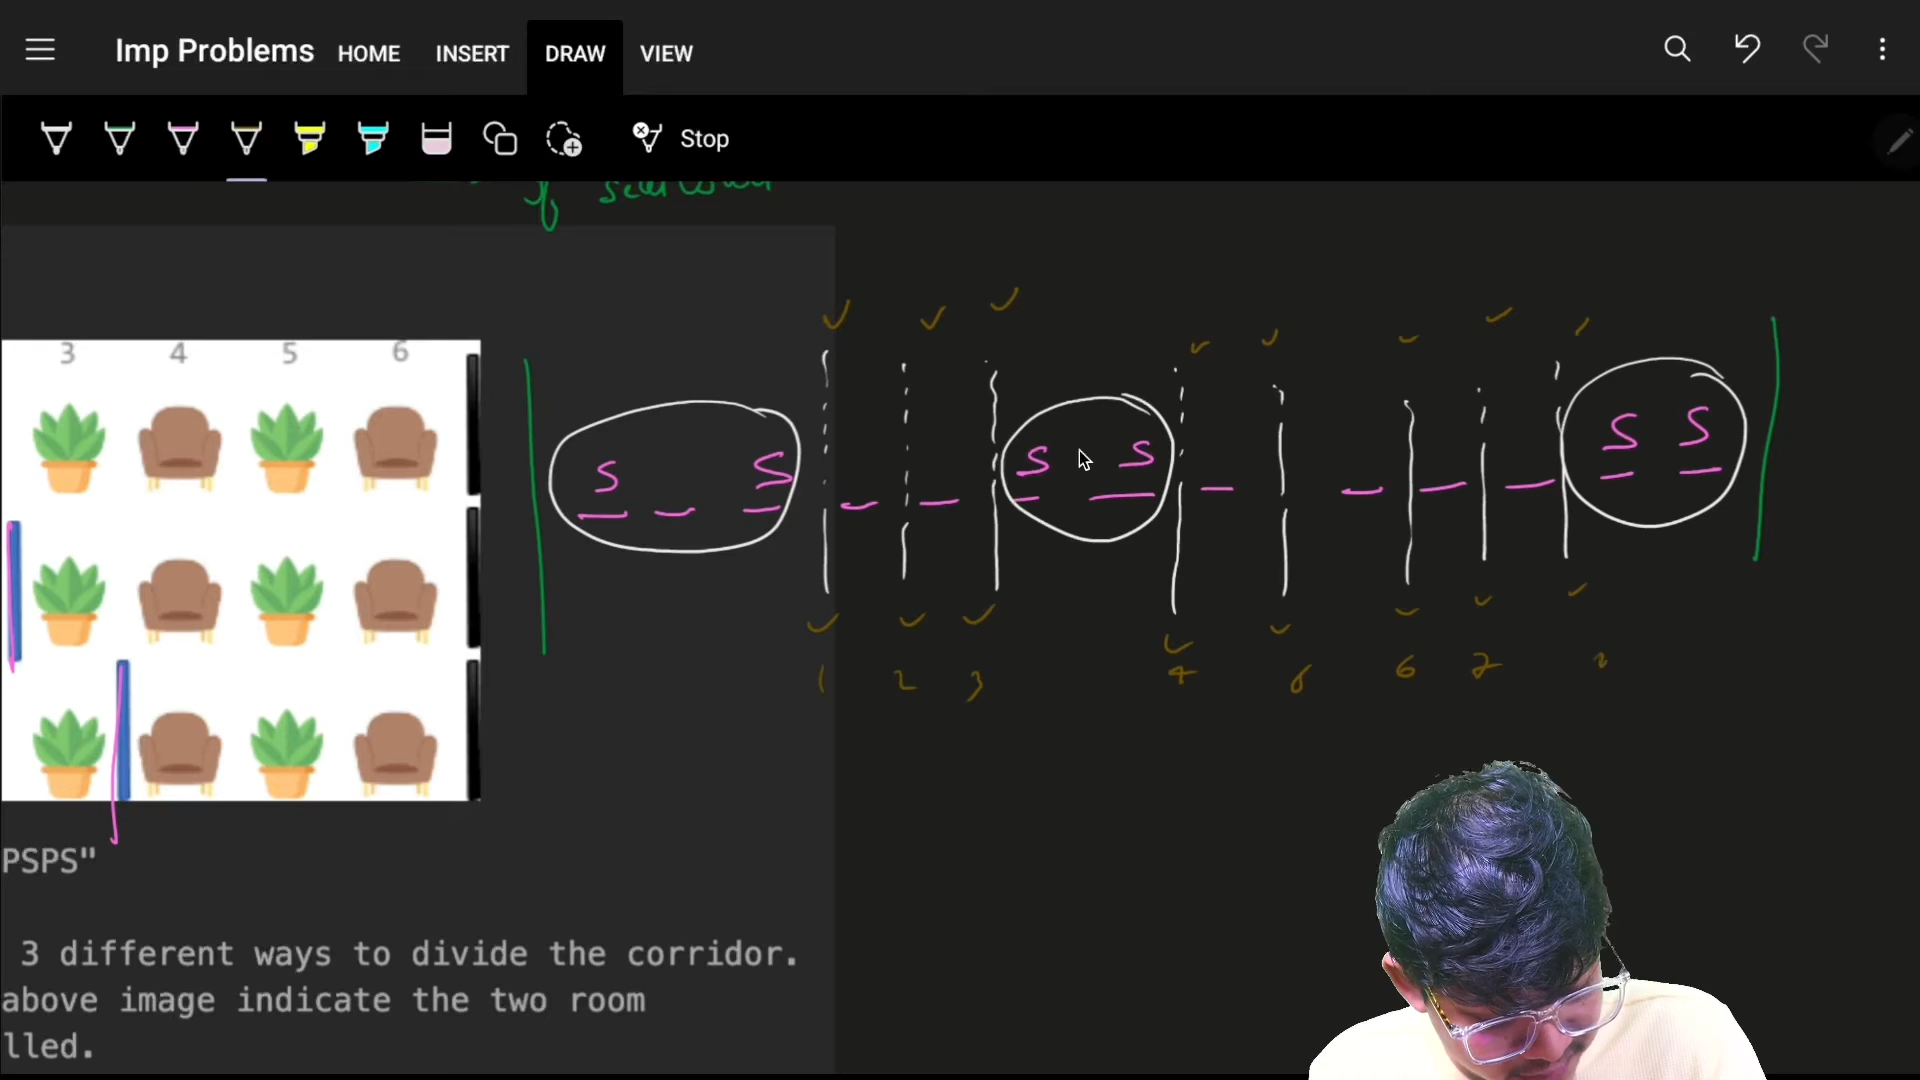 Imp Problems HOME INSERT DRAW VIEW
Stop
3 4 5 6
S S S S S S
1 2 3 4 6 7
PSPS"
3 different ways to divide the corridor.
above image indicate the two room
lled.